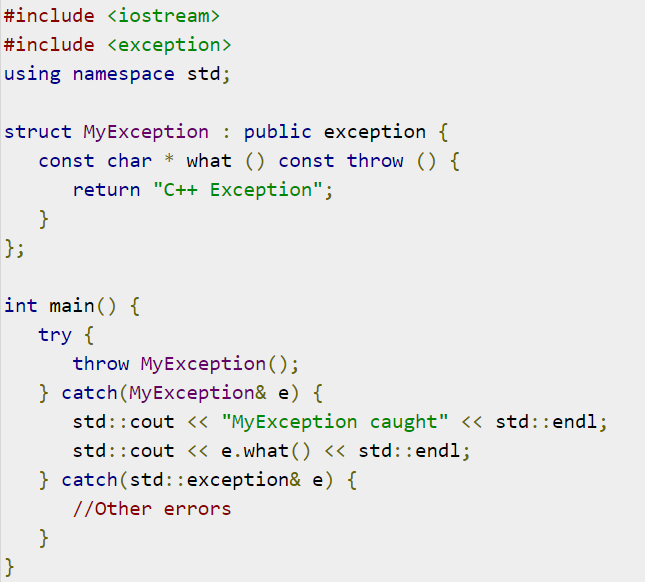 #include <iostream>
#include <exception>
using namespace std;

struct MyException : public exception {
   const char * what () const throw () {
      return "C++ Exception";
   }
};

int main() {
   try {
      throw MyException();
   } catch(MyException& e) {
      std::cout << "MyException caught" << std::endl;
      std::cout << e.what() << std::endl;
   } catch(std::exception& e) {
      //Other errors
   }
}